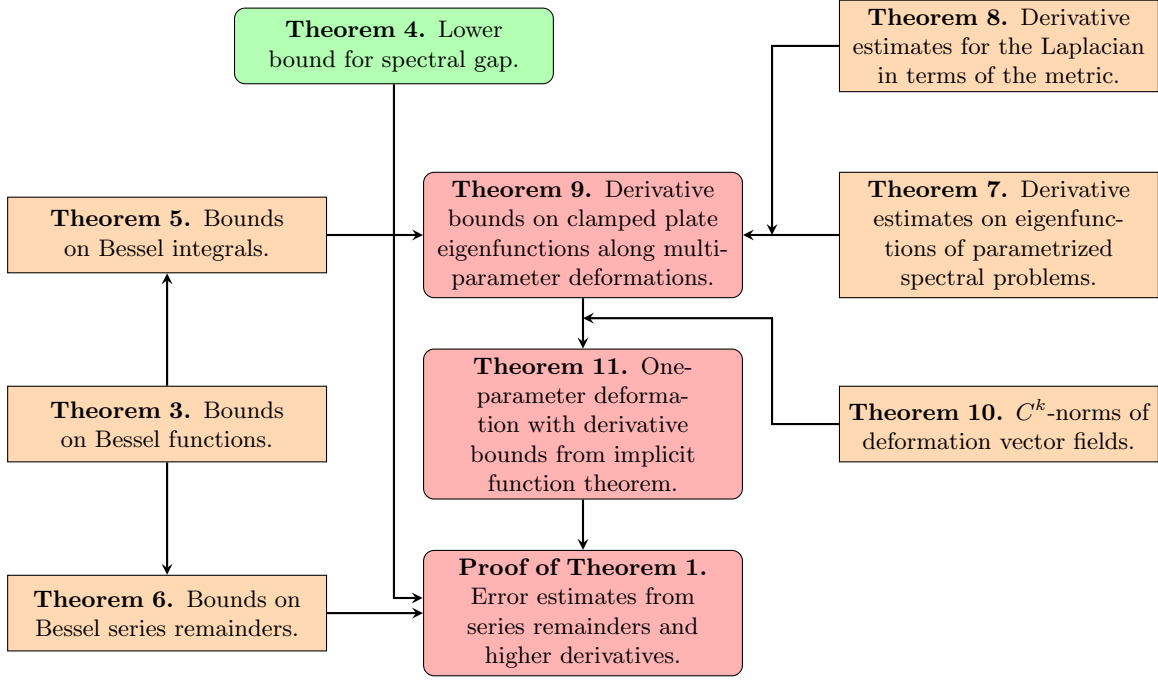 Theorem 4. Lower
bound for spectral gap.
Theorem 8. Derivative
estimates for the Laplacian
in terms of the metric.
Theorem 5. Bounds
on Bessel integrals.
Theorem 9. Derivative
bounds on clamped plate
eigenfunctions along multi-
parameter deformations.
Theorem 7. Derivative
estimates on eigenfunc-
tions of parametrized
spectral problems.
Theorem 3. Bounds
on Bessel functions.
Theorem 11. One-
parameter deforma-
tion with derivative
bounds from implicit
function theorem.
Theorem 10. C^k-norms of
deformation vector fields.
Theorem 6. Bounds on
Bessel series remainders.
Proof of Theorem 1.
Error estimates from
series remainders and
higher derivatives.